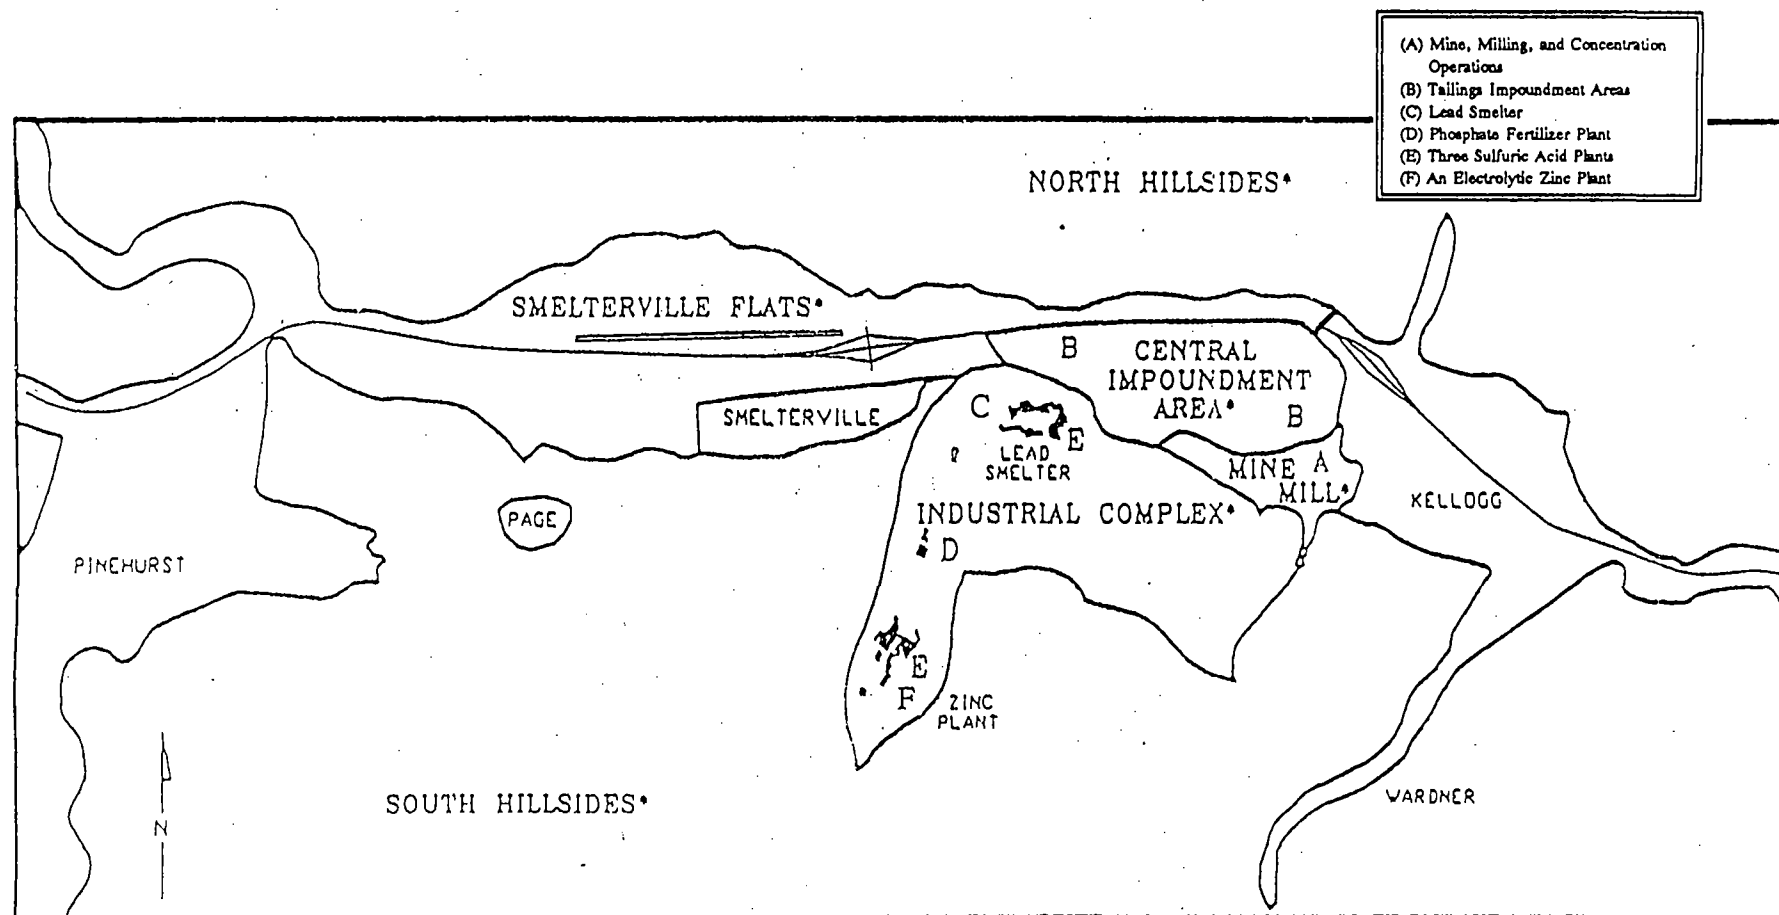 (A) Mine, Milling, and Concentration
Operations
(B) Tailings Impoundment Areas
(C) Lead Smelter
(D) Phosphate Fertilizer Plant
(E) Three Sulfuric Acid Plants
(F) An Electrolytic Zinc Plant
NORTH HILLSIDES*
SMELTERVILLE FLATS*
B
CENTRAL
IMPOUNDMENT
AREA*
B
SMELTERVILLE
C
E
LEAD
SMELTER
MINE A
MILL*
KELLOGG
PAGE
INDUSTRIAL COMPLEX*
D
PINEHURST
E
F
ZINC
PLANT
SOUTH HILLSIDES*
WARDNER
N